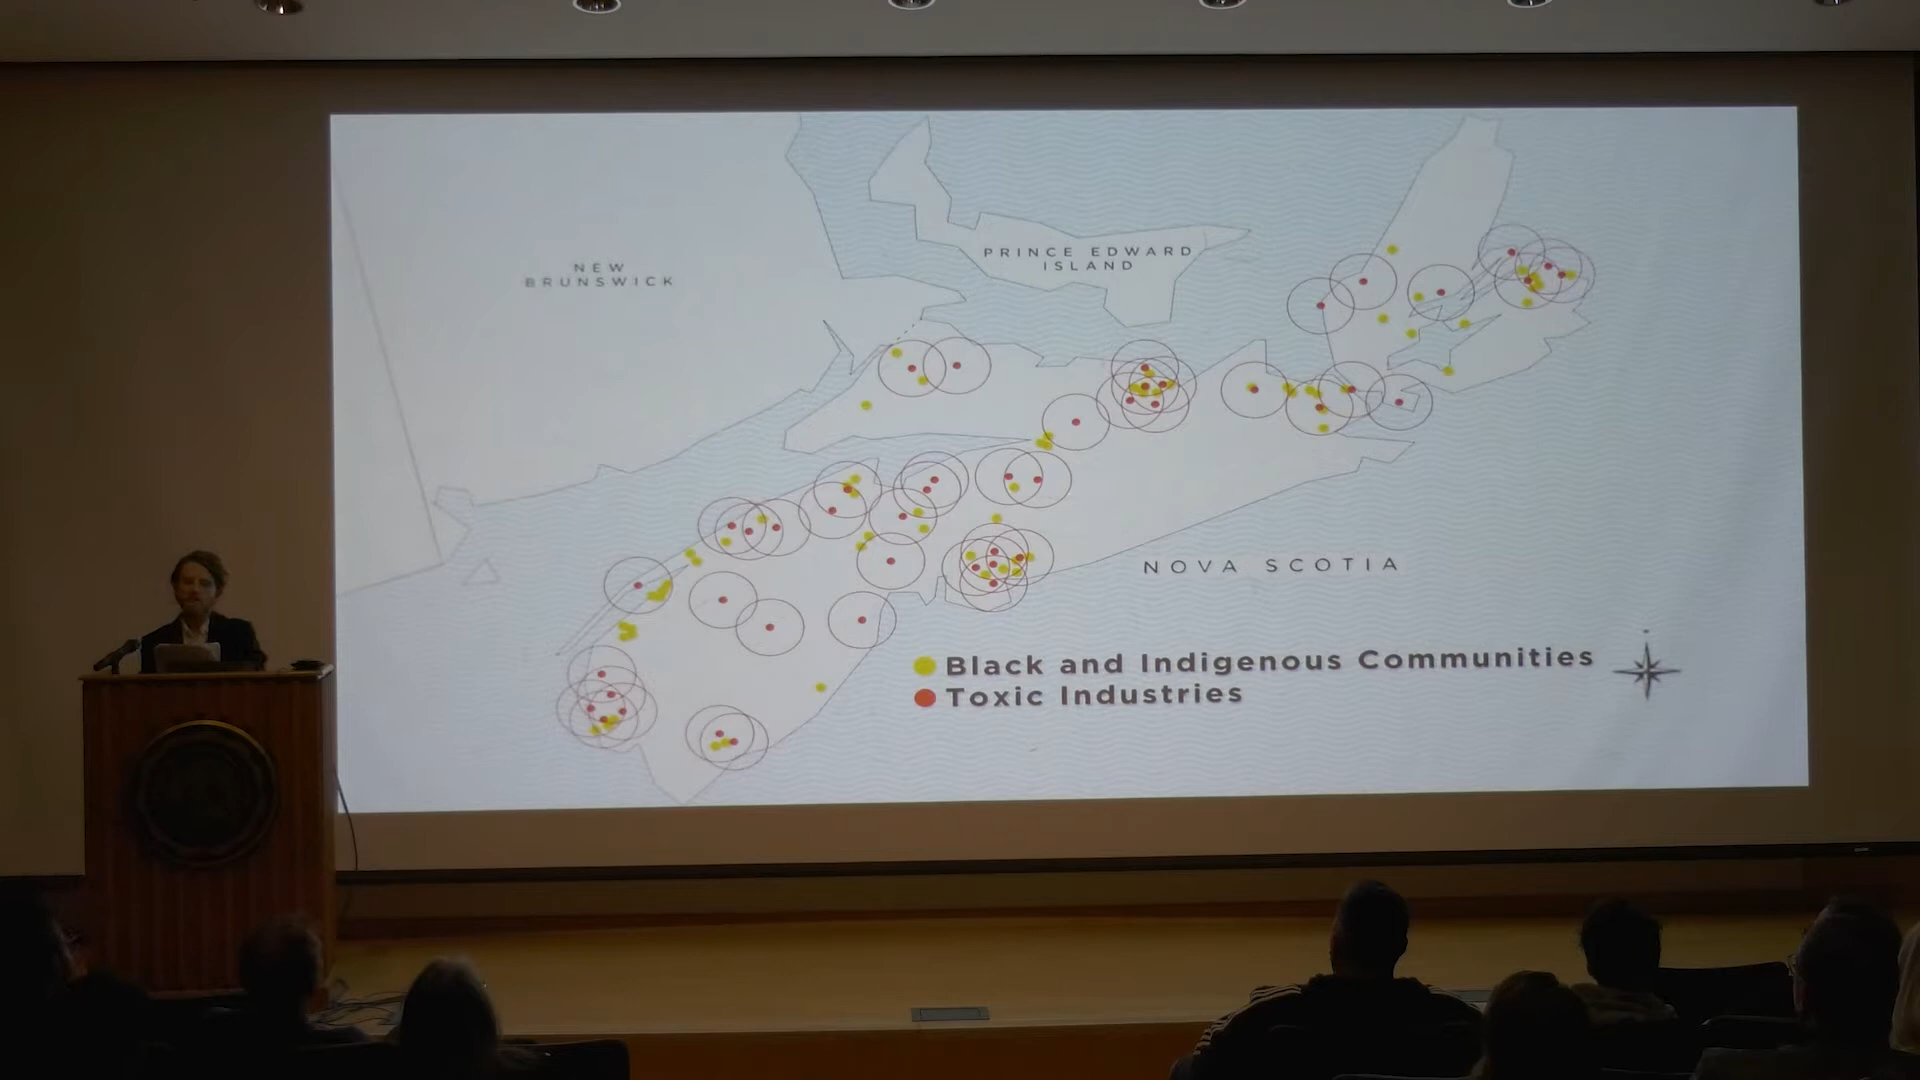 NEW
BRUNSWICK
PRINCE EDWARD
ISLAND
NOVA SCOTIA
Black and Indigenous Communities
Toxic Industries